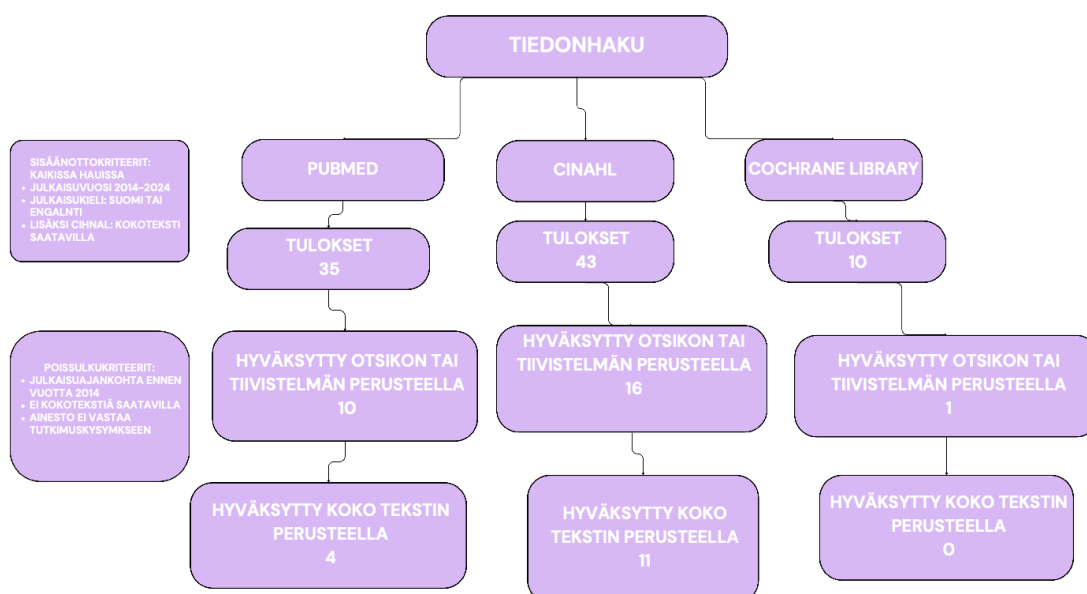 TIEDONHAKU
SISÄÄNOTTOKRITEERIT:
KAIKISSA HAUISSA
• JULKAISUVUOSI 2014-2024
• JULKAISUKIELI: SUOMI TAI
ENGALNTI
• LISÄKSI CIHNAL: KOKOTEKSTI
SAATAVILLA
POISSULKUKRITEERIT:
• JULKAISUAJANKOHTA ENNEN
VUOTTA 2014
• EI KOKOTEKSTIÄ SAATAVILLA
• AINESTO EI VASTAA
TUTKIMUSKYSYMKSEEN
PUBMED
TULOKSET
35
HYVÄKSYTTY OTSIKON TAI
TIIVISTELMÄN PERUSTEELLA
10
HYVÄKSYTTY KOKO TEKSTIN
PERUSTEELLA
4
CINAHL
TULOKSET
43
HYVÄKSYTTY OTSIKON TAI
TIIVISTELMÄN PERUSTEELLA
16
HYVÄKSYTTY KOKO
TEKSTIN PERUSTEELLA
11
COCHRANE LIBRARY
TULOKSET
10
HYVÄKSYTTY OTSIKON TAI
TIIVISTELMÄN PERUSTEELLA
1
HYVÄKSYTTY KOKO TEKSTIN
PERUSTEELLA
0